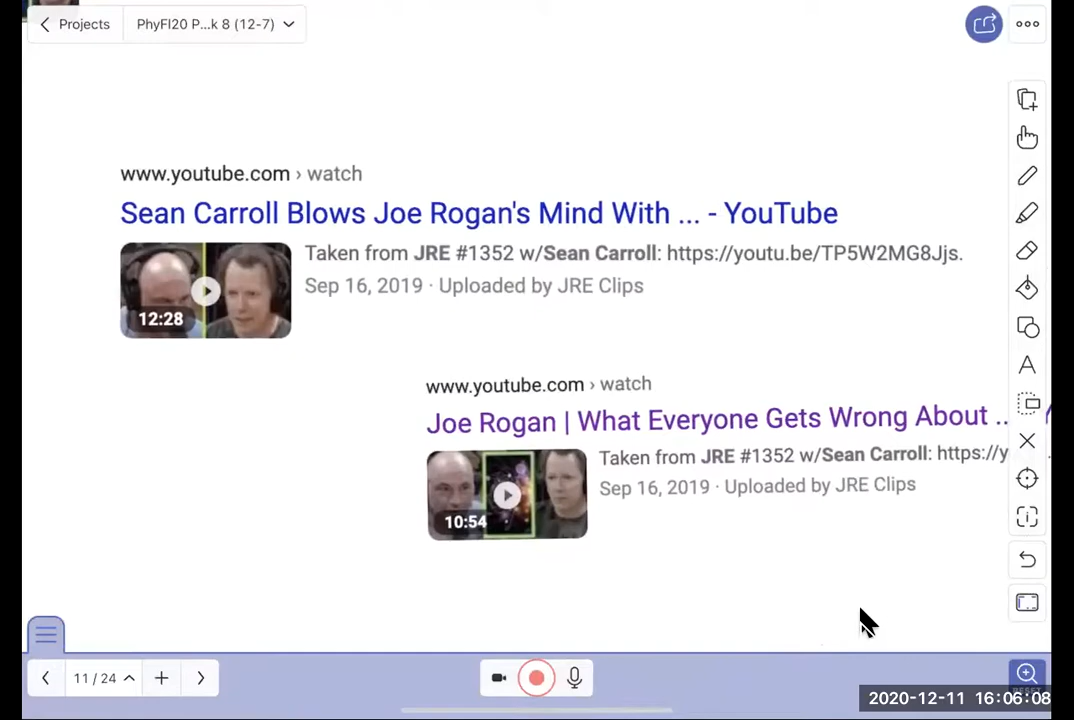 Projects
PhyFI20 P...k 8 (12-7)
www.youtube.com › watch
Sean Carroll Blows Joe Rogan's Mind With ... - YouTube
Taken from JRE #1352 w/Sean Carroll: https://youtu.be/TP5W2MG8Jjs.
Sep 16, 2019 · Uploaded by JRE Clips
12:28
www.youtube.com › watch
Joe Rogan | What Everyone Gets Wrong About ..
Taken from JRE #1352 w/Sean Carroll: https://y
Sep 16, 2019 · Uploaded by JRE Clips
10:54
A
11 / 24
2020-12-11 16:06:08